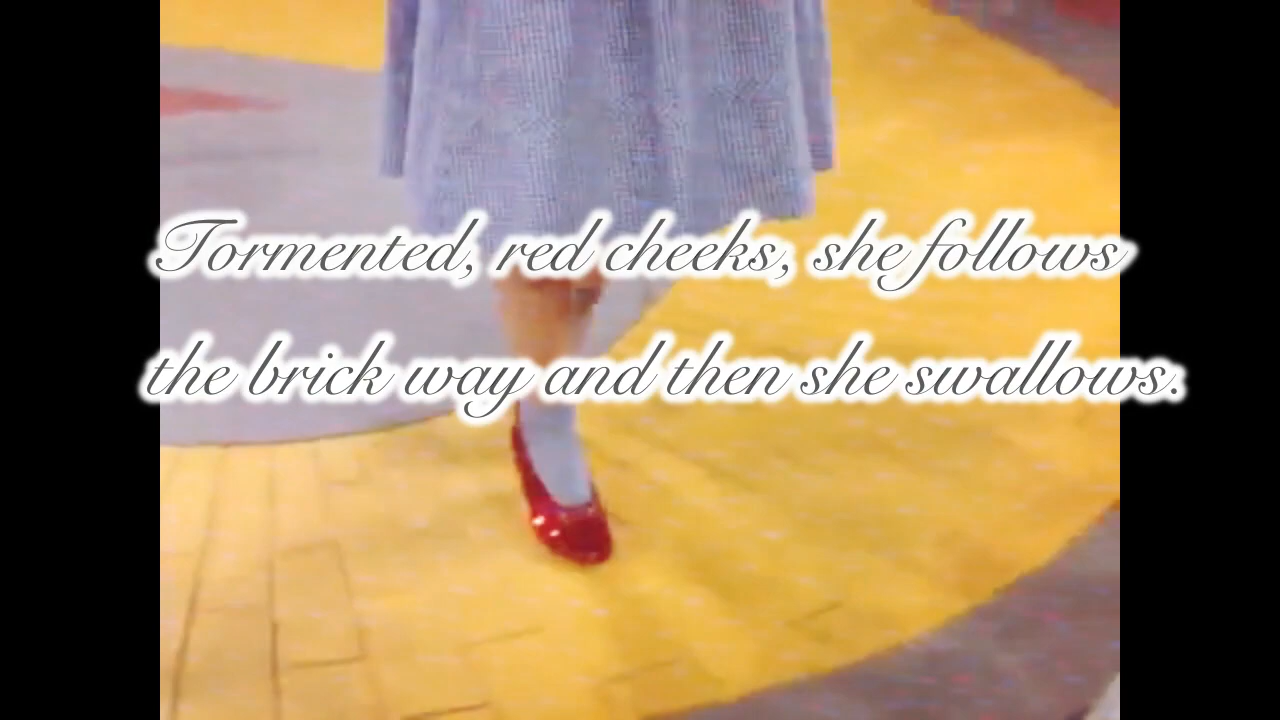 Tormented, red cheeks, she follows
the brick way and then she swallows.